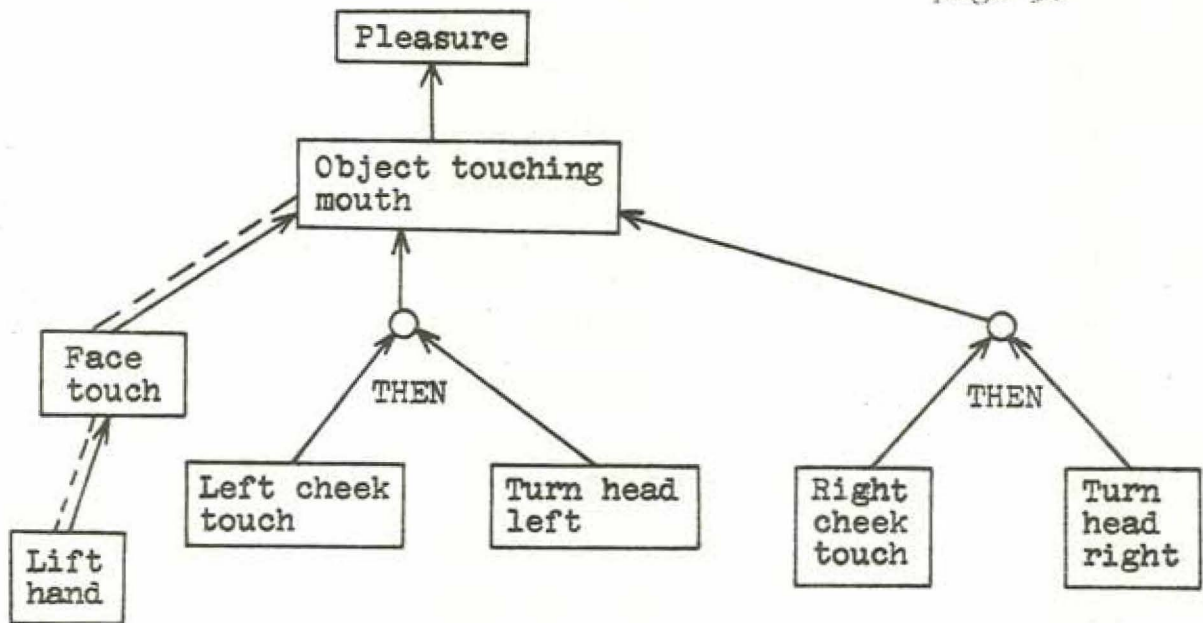 Pleasure
Object touching
mouth
Face
touch
THEN
THEN
Left cheek
touch
Turn head
left
Right
cheek
touch
Turn
head
right
Lift
hand